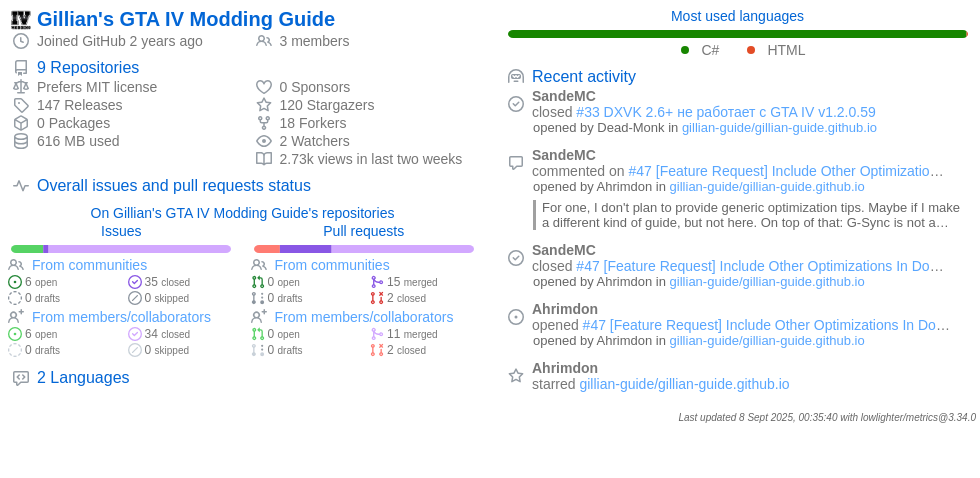 Gillian's GTA IV Modding Guide
Joined GitHub 2 years ago
3 members
9 Repositories
Prefers MIT license
147 Releases
0 Packages
616 MB used
0 Sponsors
120 Stargazers
18 Forkers
2 Watchers
2.73k views in last two weeks
Overall issues and pull requests status
On Gillian's GTA IV Modding Guide's repositories
Issues
From communities
6 open
35 closed
0 drafts
0 skipped
From members/collaborators
6 open
34 closed
0 drafts
0 skipped
Pull requests
From communities
0 open
15 merged
0 drafts
2 closed
From members/collaborators
0 open
11 merged
0 drafts
2 closed
2 Languages
Most used languages
C#
HTML
Recent activity
SandeMC
closed #33 DXVK 2.6+ не работает с GTA IV v1.2.0.59
opened by Dead-Monk in gillian-guide/gillian-guide.github.io
SandeMC
commented on #47 [Feature Request] Include Other Optimizatio…
opened by Ahrimdon in gillian-guide/gillian-guide.github.io
For one, I don't plan to provide generic optimization tips. Maybe if I make
a different kind of guide, but not here. On top of that: G-Sync is not a…
SandeMC
closed #47 [Feature Request] Include Other Optimizations In Do…
opened by Ahrimdon in gillian-guide/gillian-guide.github.io
Ahrimdon
opened #47 [Feature Request] Include Other Optimizations In Do…
opened by Ahrimdon in gillian-guide/gillian-guide.github.io
Ahrimdon
starred gillian-guide/gillian-guide.github.io
Last updated 8 Sept 2025, 00:35:40 with lowlighter/metrics@3.34.0